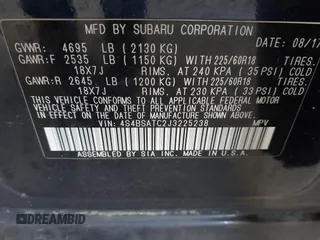 MFD BY SUBARU CORPORATION 08/17
GVWR: 4695 LB (2130 KG)
GAWR:F 2535 LB (1150 KG) WITH 225/60R18 TIRES.
18X7J RIMS. AT 240 KPA (35 PSI) COLD
GAWR:R 2645 LB (1200 KG) WITH 225/60R18 TIRES.
18X7J RIMS. AT 230 KPA (33 PSI) COLD
THIS VEHICLE CONFORMS TO ALL APPLICABLE FEDERAL MOTOR
VEHICLE SAFETY AND THEFT PREVENTION STANDARDS IN EFFECT
ON THE DATE OF MANUFACTURE SHOWN ABOVE.
VIN: 4S4BSATC2J3225238 MPV
ASSEMBLED BY SIA INC. MADE IN U.S.A.
DREAMBID